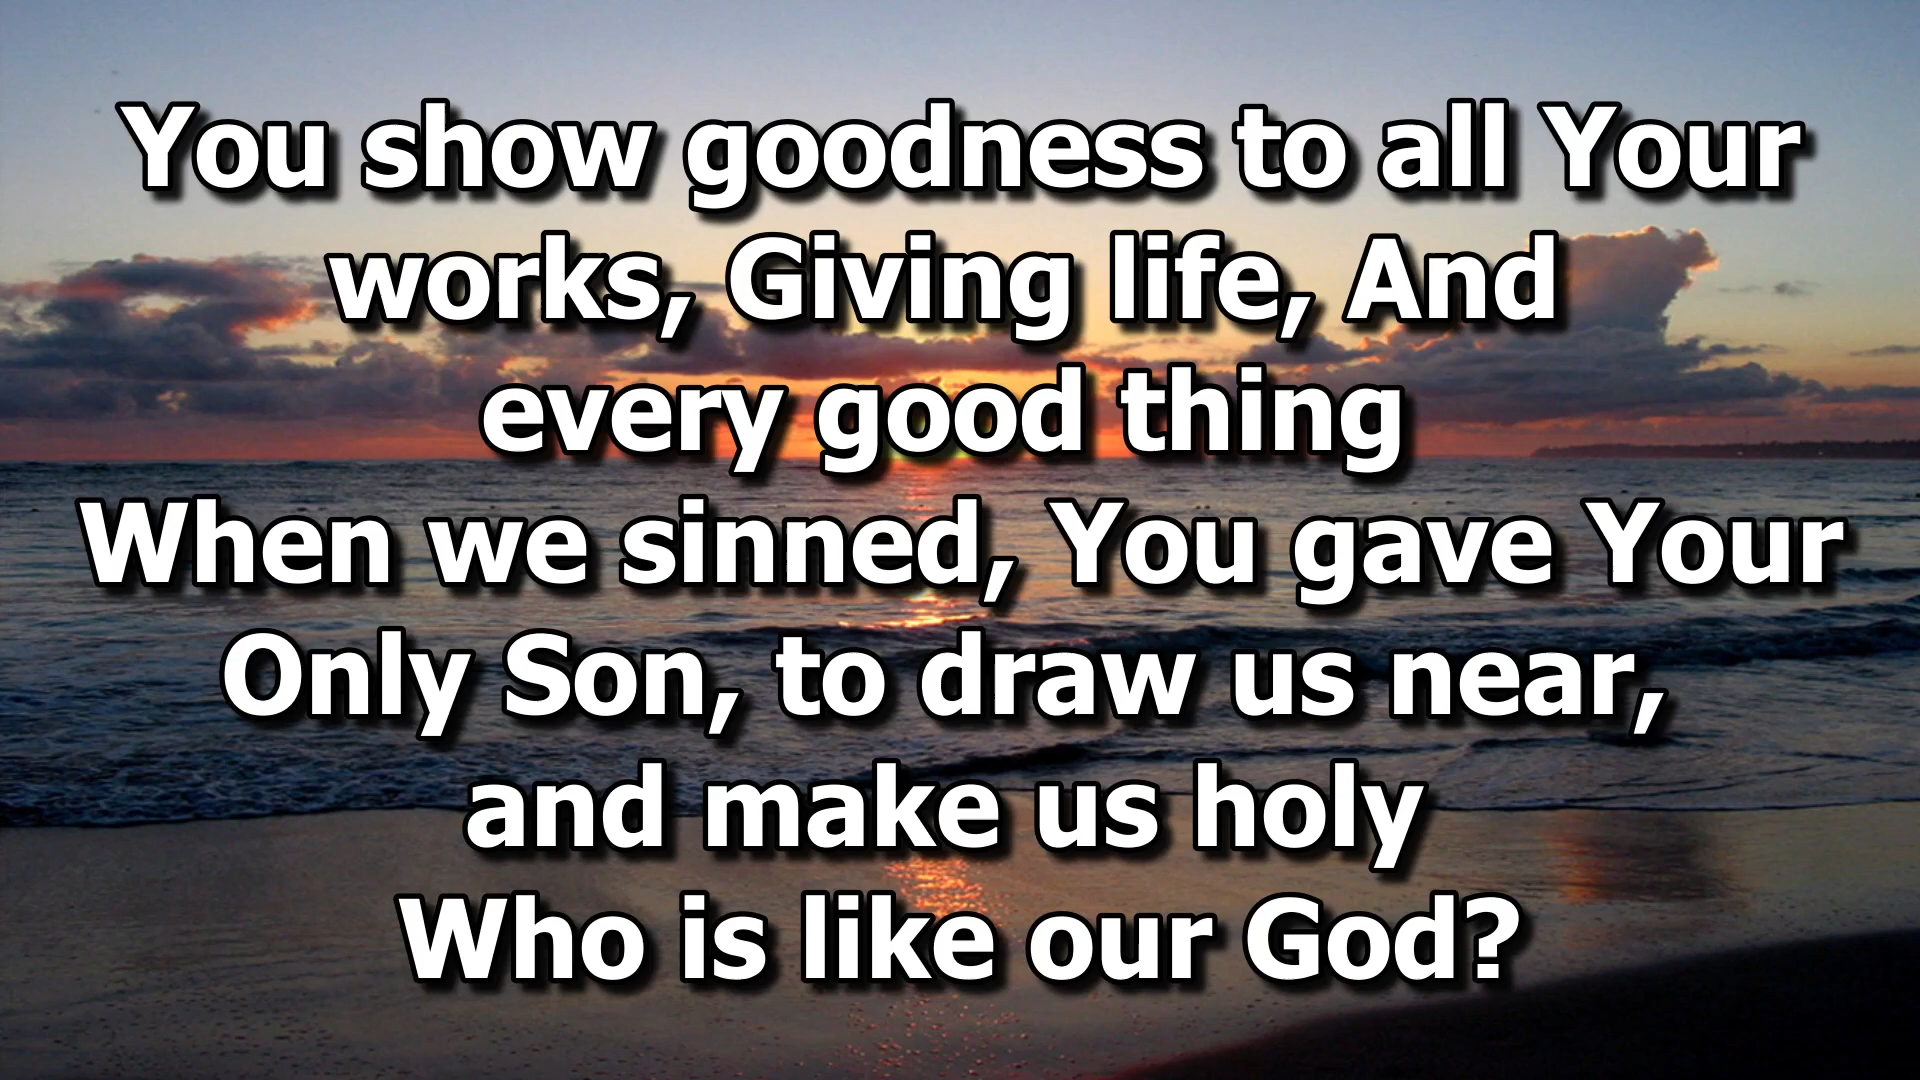 You show goodness to all Your
works, Giving life, And
every good thing
When we sinned, You gave Your
Only Son, to draw us near,
and make us holy
Who is like our God?